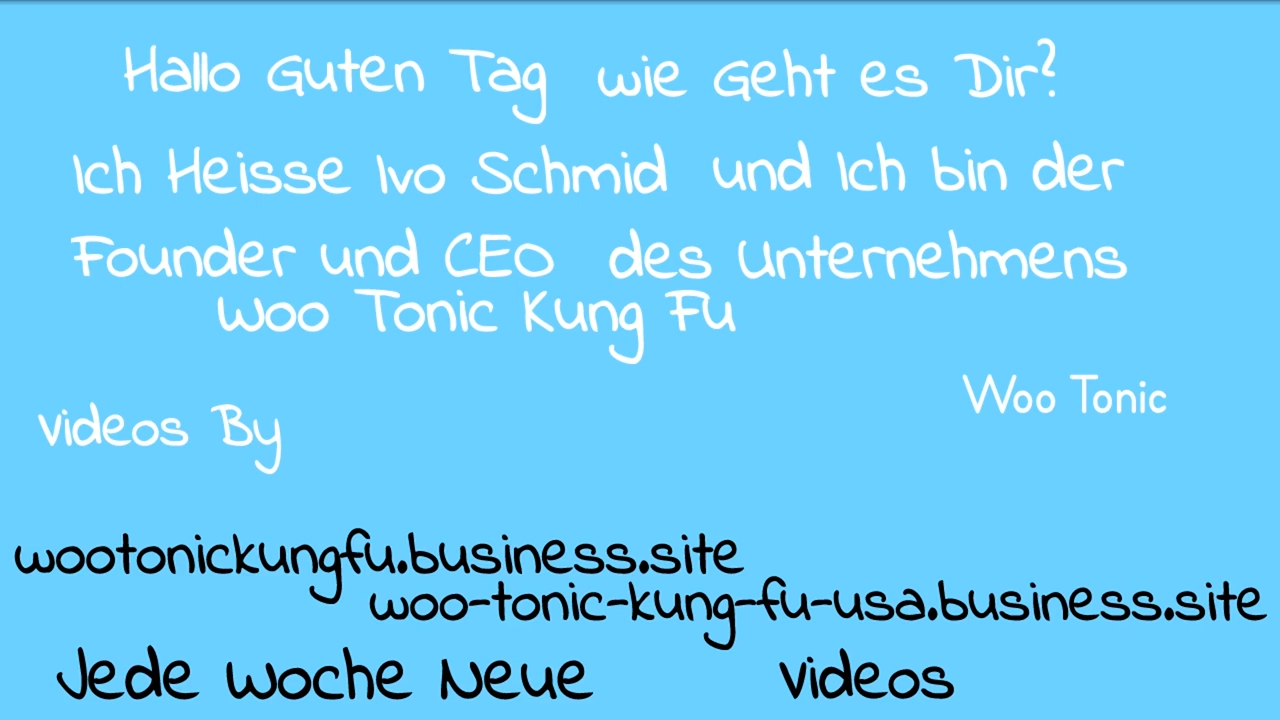 Hallo Guten Tag wie Geht es Dir?
Ich Heisse Ivo Schmid und Ich bin der
Founder und CEO des Unternehmens
Woo Tonic Kung Fu
Woo Tonic
Videos By
wootonickungfu.business.site
woo-tonic-kung-fu-usa.business.site
Jede Woche Neue Videos